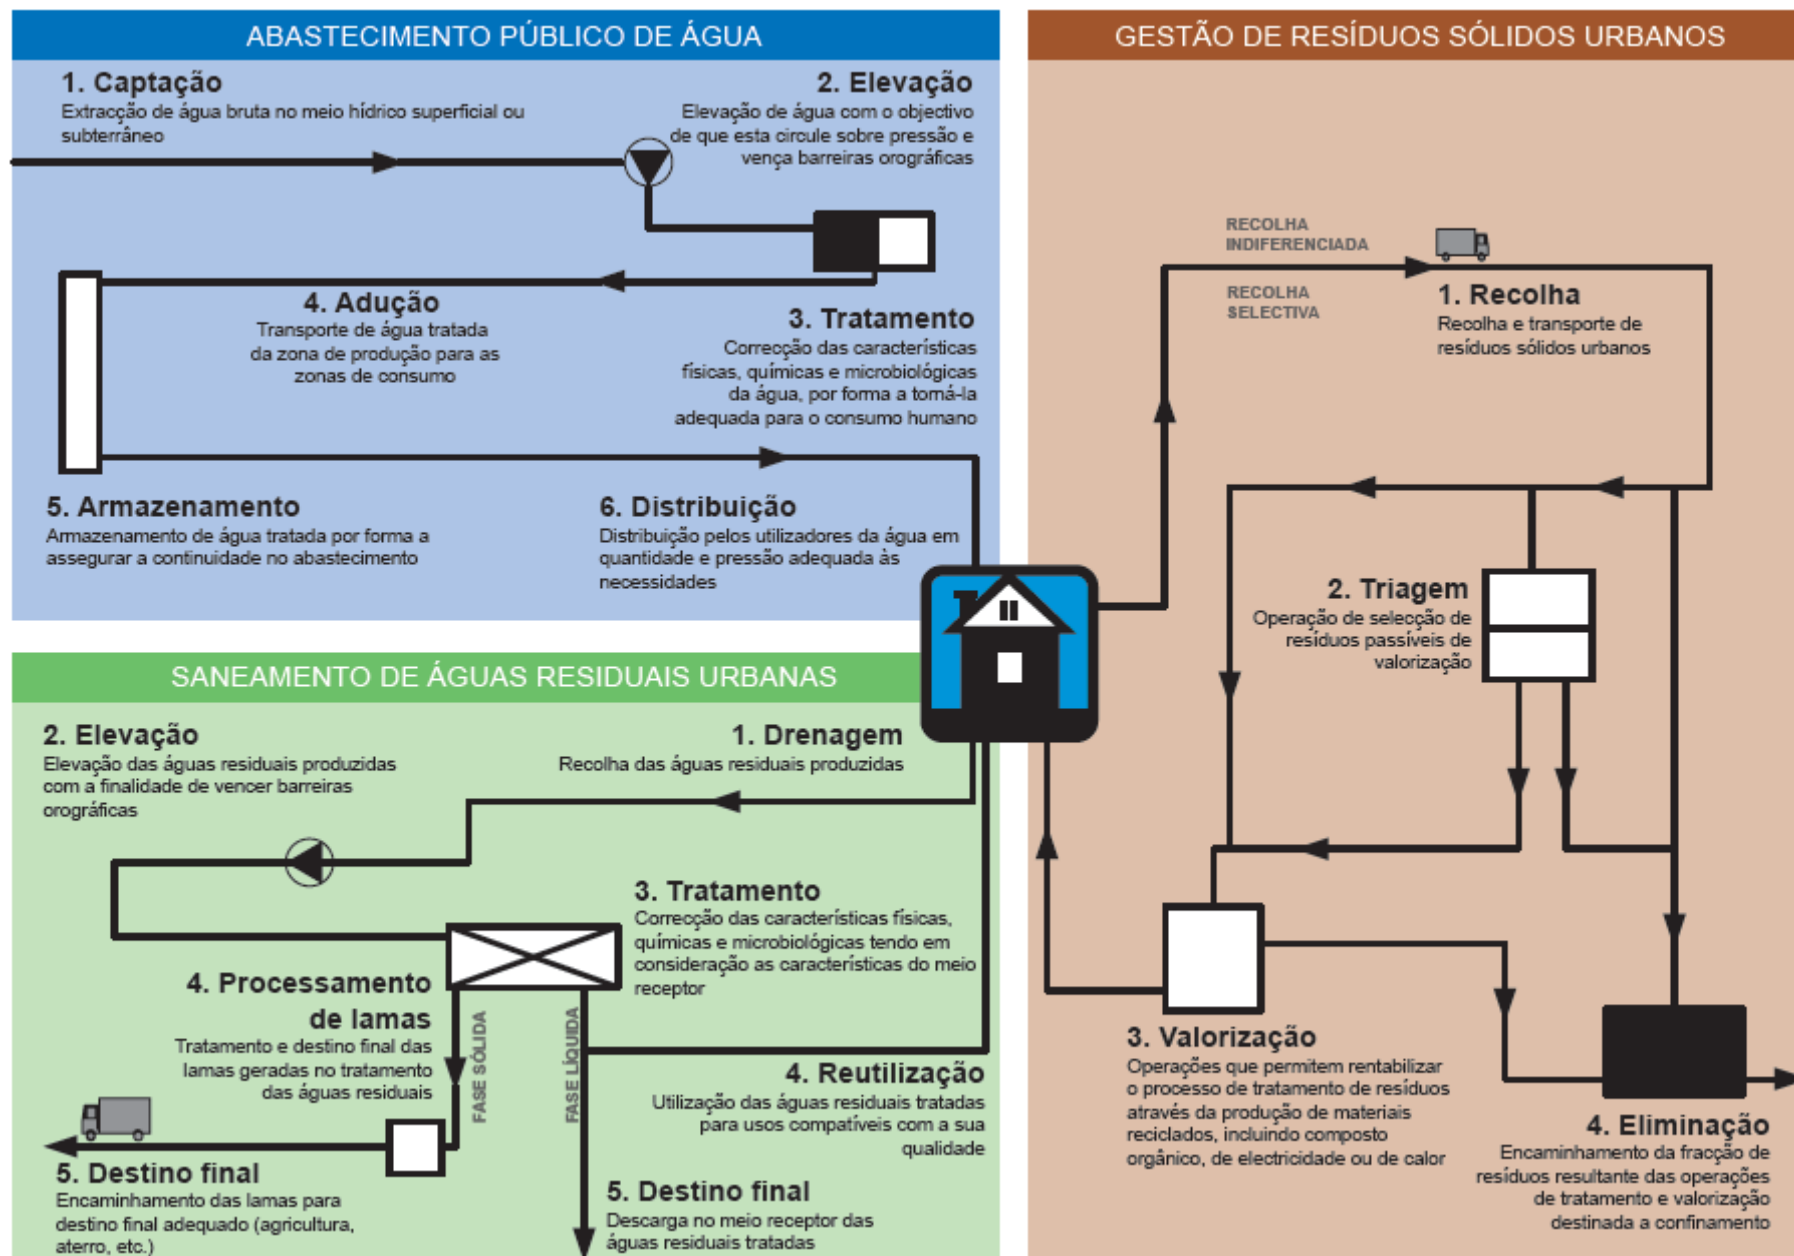 ABASTECIMENTO PÚBLICO DE ÁGUA
1. Captação
Extracção de água bruta no meio hídrico superficial ou
subterrâneo
2. Elevação
Elevação de água com o objectivo
de que esta circule sobre pressão e
vença barreiras orográficas
3. Tratamento
Correcção das características
físicas, químicas e microbiológicas
da água, por forma a torná-la
adequada para o consumo humano
4. Adução
Transporte de água tratada
da zona de produção para as
zonas de consumo
5. Armazenamento
Armazenamento de água tratada por forma a
assegurar a continuidade no abastecimento
6. Distribuição
Distribuição pelos utilizadores da água em
quantidade e pressão adequada às
necessidades
SANEAMENTO DE ÁGUAS RESIDUAIS URBANAS
1. Drenagem
Recolha das águas residuais produzidas
2. Elevação
Elevação das águas residuais produzidas
com a finalidade de vencer barreiras
orográficas
3. Tratamento
Correcção das características físicas,
químicas e microbiológicas tendo em
consideração as características do meio
receptor
4. Processamento
de lamas
Tratamento e destino final das
lamas geradas no tratamento
das águas residuais
FASE SÓLIDA
FASE LÍQUIDA
4. Reutilização
Utilização das águas residuais tratadas
para usos compatíveis com a sua
qualidade
5. Destino final
Encaminhamento das lamas para
destino final adequado (agricultura,
aterro, etc.)
5. Destino final
Descarga no meio receptor das
águas residuais tratadas
GESTÃO DE RESÍDUOS SÓLIDOS URBANOS
RECOLHA
INDIFERENCIADA
RECOLHA
SELECTIVA
1. Recolha
Recolha e transporte de
resíduos sólidos urbanos
2. Triagem
Operação de selecção de
resíduos passíveis de
valorização
3. Valorização
Operações que permitem rentabilizar
o processo de tratamento de resíduos
através da produção de materiais
reciclados, incluindo composto
orgânico, de electricidade ou de calor
4. Eliminação
Encaminhamento da fracção de
resíduos resultante das operações
de tratamento e valorização
destinada a confinamento